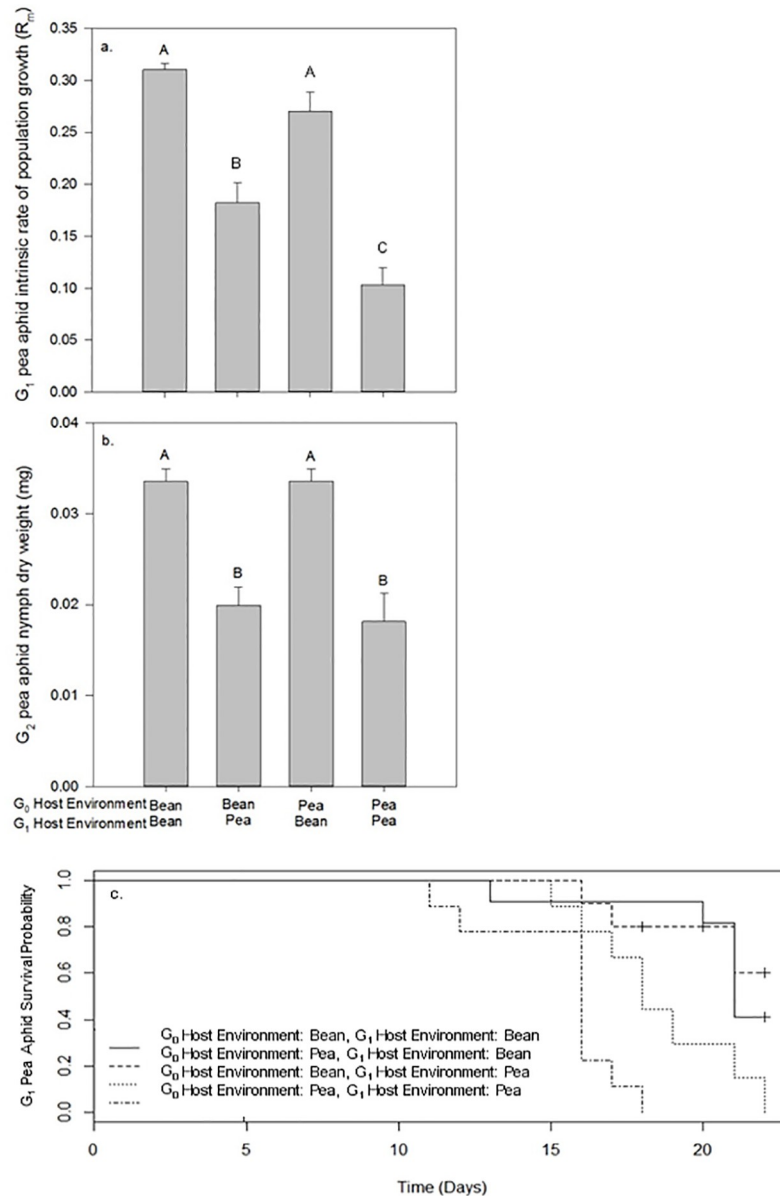 a.
G₁ pea aphid intrinsic rate of population growth (Rₘ)
0.35
0.30
0.25
0.20
0.15
0.10
0.05
0.00
A
B
A
C
b.
G₂ pea aphid nymph dry weight (mg)
0.04
0.03
0.02
0.01
0.00
A
B
A
B
G₀ Host Environment Bean Bean Pea Pea
G₁ Host Environment Bean Pea Bean Pea
c.
G₁ Pea Aphid Survival Probability
1.0
0.8
0.6
0.4
0.2
0.0
G₀ Host Environment: Bean, G₁ Host Environment: Bean
G₀ Host Environment: Pea, G₁ Host Environment: Bean
G₀ Host Environment: Bean, G₁ Host Environment: Pea
G₀ Host Environment: Pea, G₁ Host Environment: Pea
0 5 10 15 20
Time (Days)